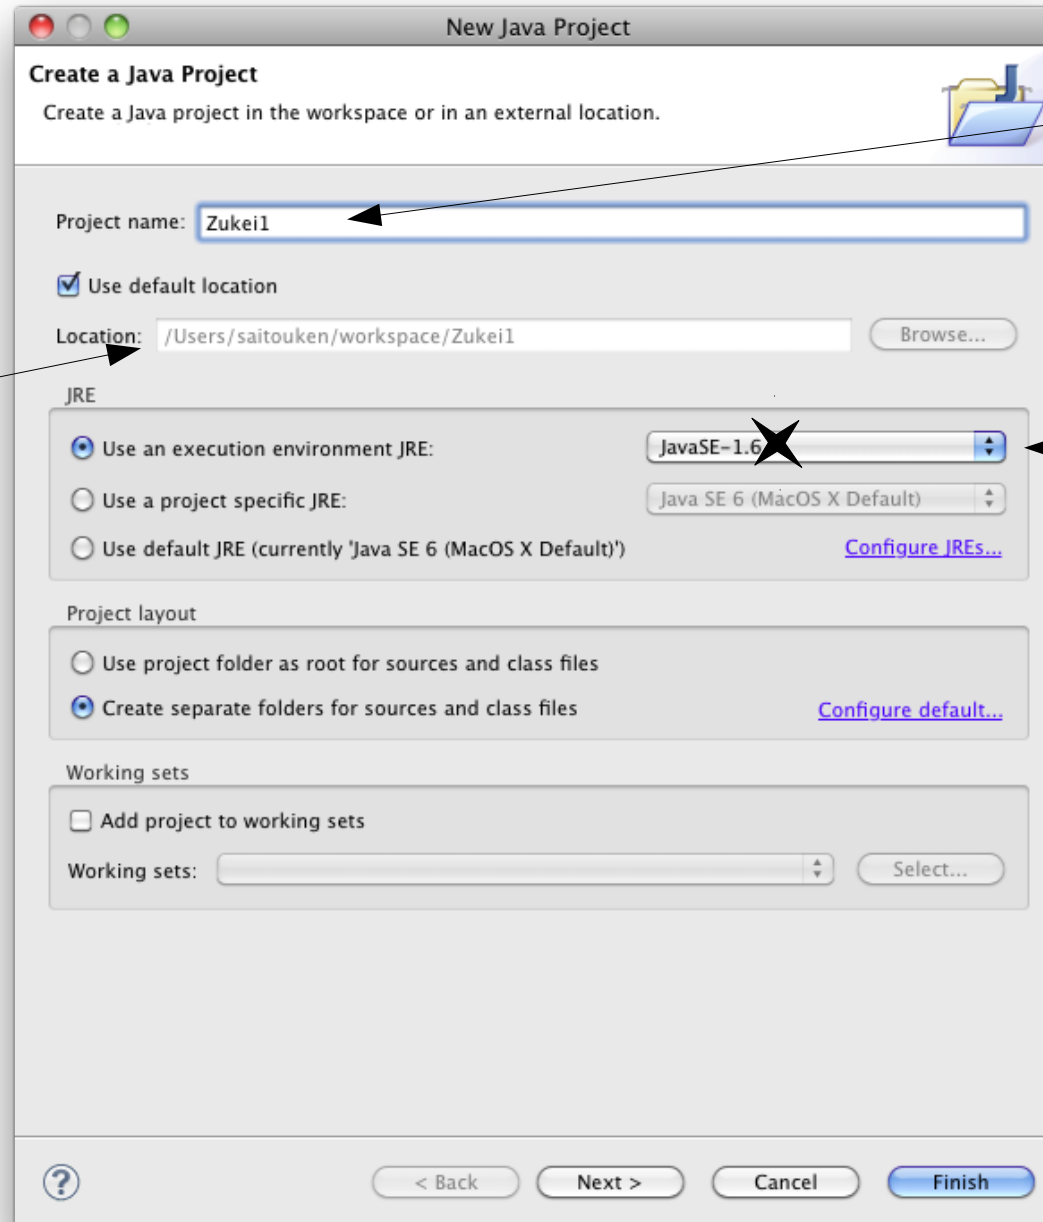 New Java Project
Create a Java Project
Create a Java project in the workspace or in an external location.
Project name: Zukei1
Use default location
Location: /Users/saitouken/workspace/Zukei1 Browse...
JRE
Use an execution environment JRE: JavaSE-1.6
Use a project specific JRE: Java SE 6 (MacOS X Default)
Use default JRE (currently 'Java SE 6 (MacOS X Default)') Configure JREs...
Project layout
Use project folder as root for sources and class files
Create separate folders for sources and class files Configure default...
Working sets
Add project to working sets
Working sets: Select...
? < Back Next > Cancel Finish